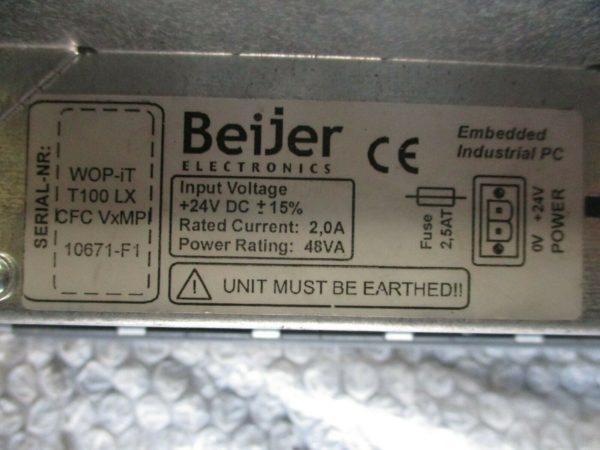 SERIAL-NR:
WOP-iT
T100 LX
CFC VxMPI
10671-F1
BeiJer
ELECTRONICS
CE
Embedded
Industrial PC
Input Voltage
+24V DC ± 15%
Rated Current: 2,0A
Power Rating: 48VA
Fuse
2,5AT
0V +24V
POWER
UNIT MUST BE EARTHED!!